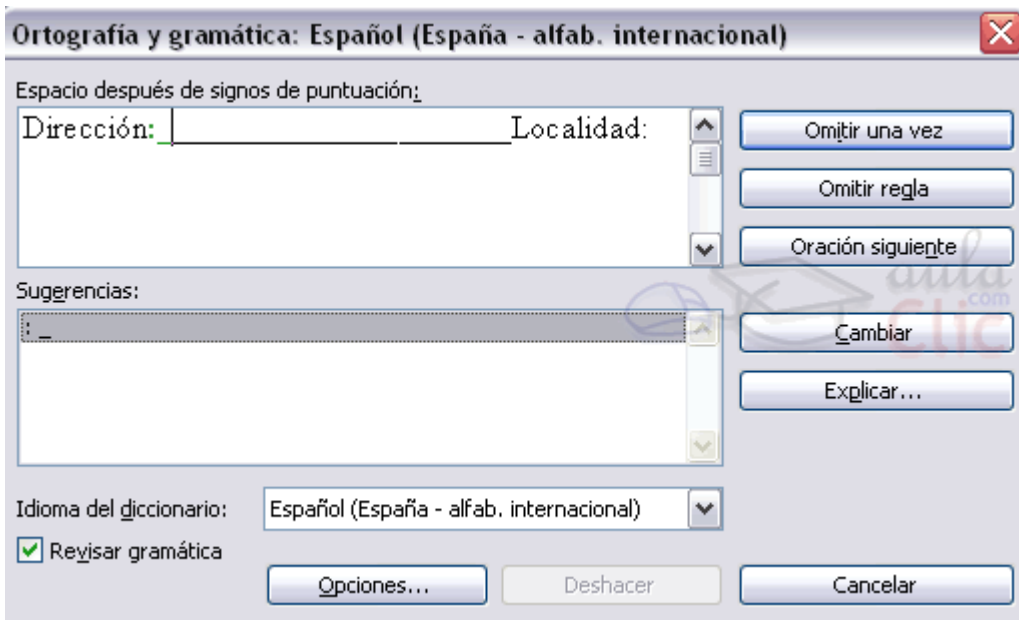 Ortografía y gramática: Español (España - alfab. internacional)
Espacio después de signos de puntuación:
Dirección:_______________________Localidad:
Omitir una vez
Omitir regla
Oración siguiente
Sugerencias:
: _
Cambiar
Explicar...
aula
Clic
.com
Idioma del diccionario:
Español (España - alfab. internacional)
Revisar gramática
Opciones...
Deshacer
Cancelar